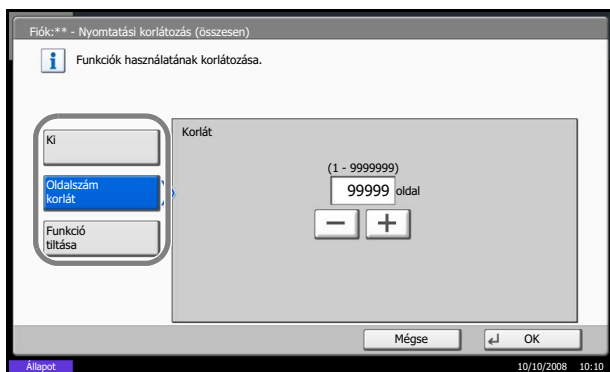 Fiók:** - Nyomtatási korlátozás (összesen)
Funkciók használatának korlátozása.
Ki
Oldalszám
korlát
Funkció
tiltása
Korlát
(1 - 9999999)
99999 oldal
Mégse
OK
Állapot
10/10/2008 10:10